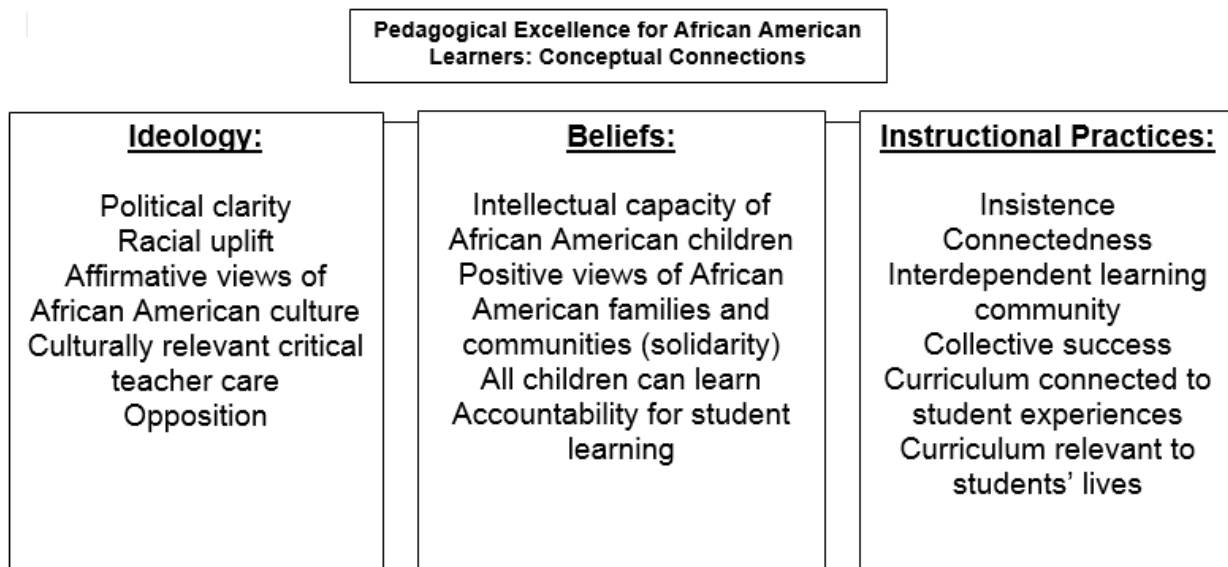 Pedagogical Excellence for African American
Learners: Conceptual Connections
Ideology:
Political clarity
Racial uplift
Affirmative views of
African American culture
Culturally relevant critical
teacher care
Opposition
Beliefs:
Intellectual capacity of
African American children
Positive views of African
American families and
communities (solidarity)
All children can learn
Accountability for student
learning
Instructional Practices:
Insistence
Connectedness
Interdependent learning
community
Collective success
Curriculum connected to
student experiences
Curriculum relevant to
students’ lives